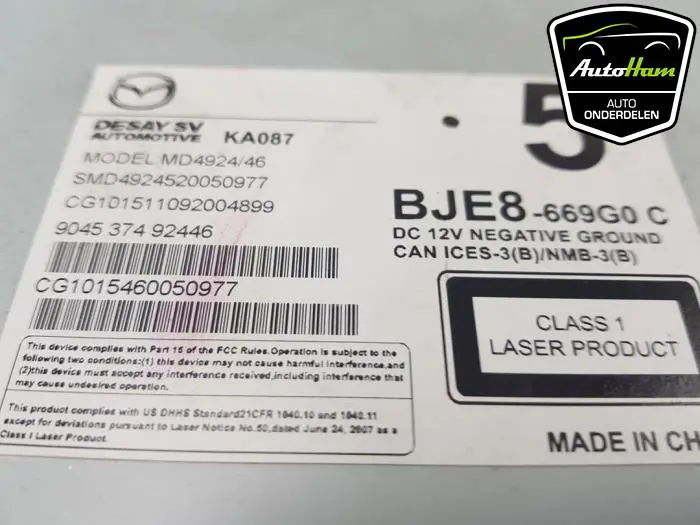 AutoHam
AUTO
ONDERDELEN
DESAY SV
AUTOMOTIVE KA087
MODEL MD4924/46
SMD4924520050977
CG101511092004899
9045 374 92446
CG1015460050977
This device complies with Part 15 of the FCC Rules.Operation is subject to the
following two conditions:(1) this device may not cause harmful interference,and
(2)this device must accept any interference received,including interference that
may cause undesired operation.
This product complies with US DHHS Standard21CFR 1040.10 and 1040.11
except for deviations pursuant to Laser Notice No.50,dated June 24, 2007 as a
Class I Laser Product.
5
BJE8-669G0 C
DC 12V NEGATIVE GROUND
CAN ICES-3(B)/NMB-3(B)
CLASS 1
LASER PRODUCT
MADE IN CH